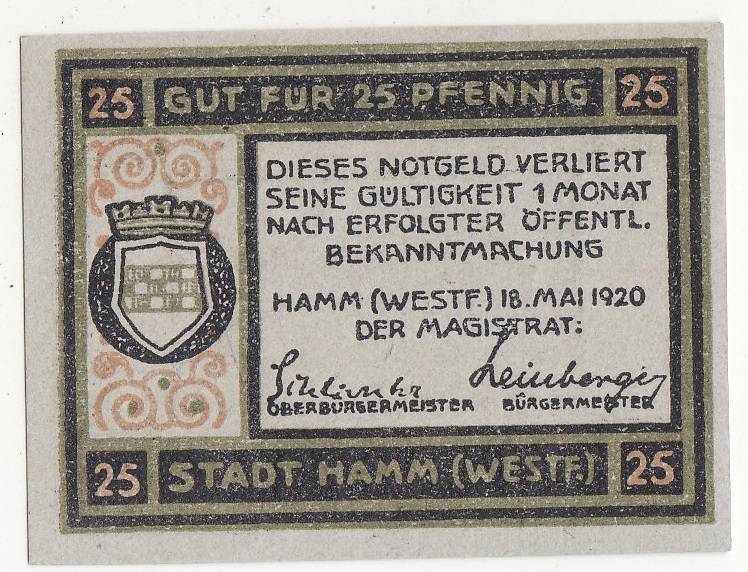 25 GUT FÜR 25 PFENNIG 25
DIESES NOTGELD VERLIERT
SEINE GÜLTIGKEIT 1 MONAT
NACH ERFOLGTER ÖFFENTL.
BEKANNTMACHUNG
HAMM (WESTF.) 18. MAI 1920
DER MAGISTRAT:
OBERBÜRGERMEISTER BÜRGERMEISTER
25 STADT HAMM (WESTF.) 25